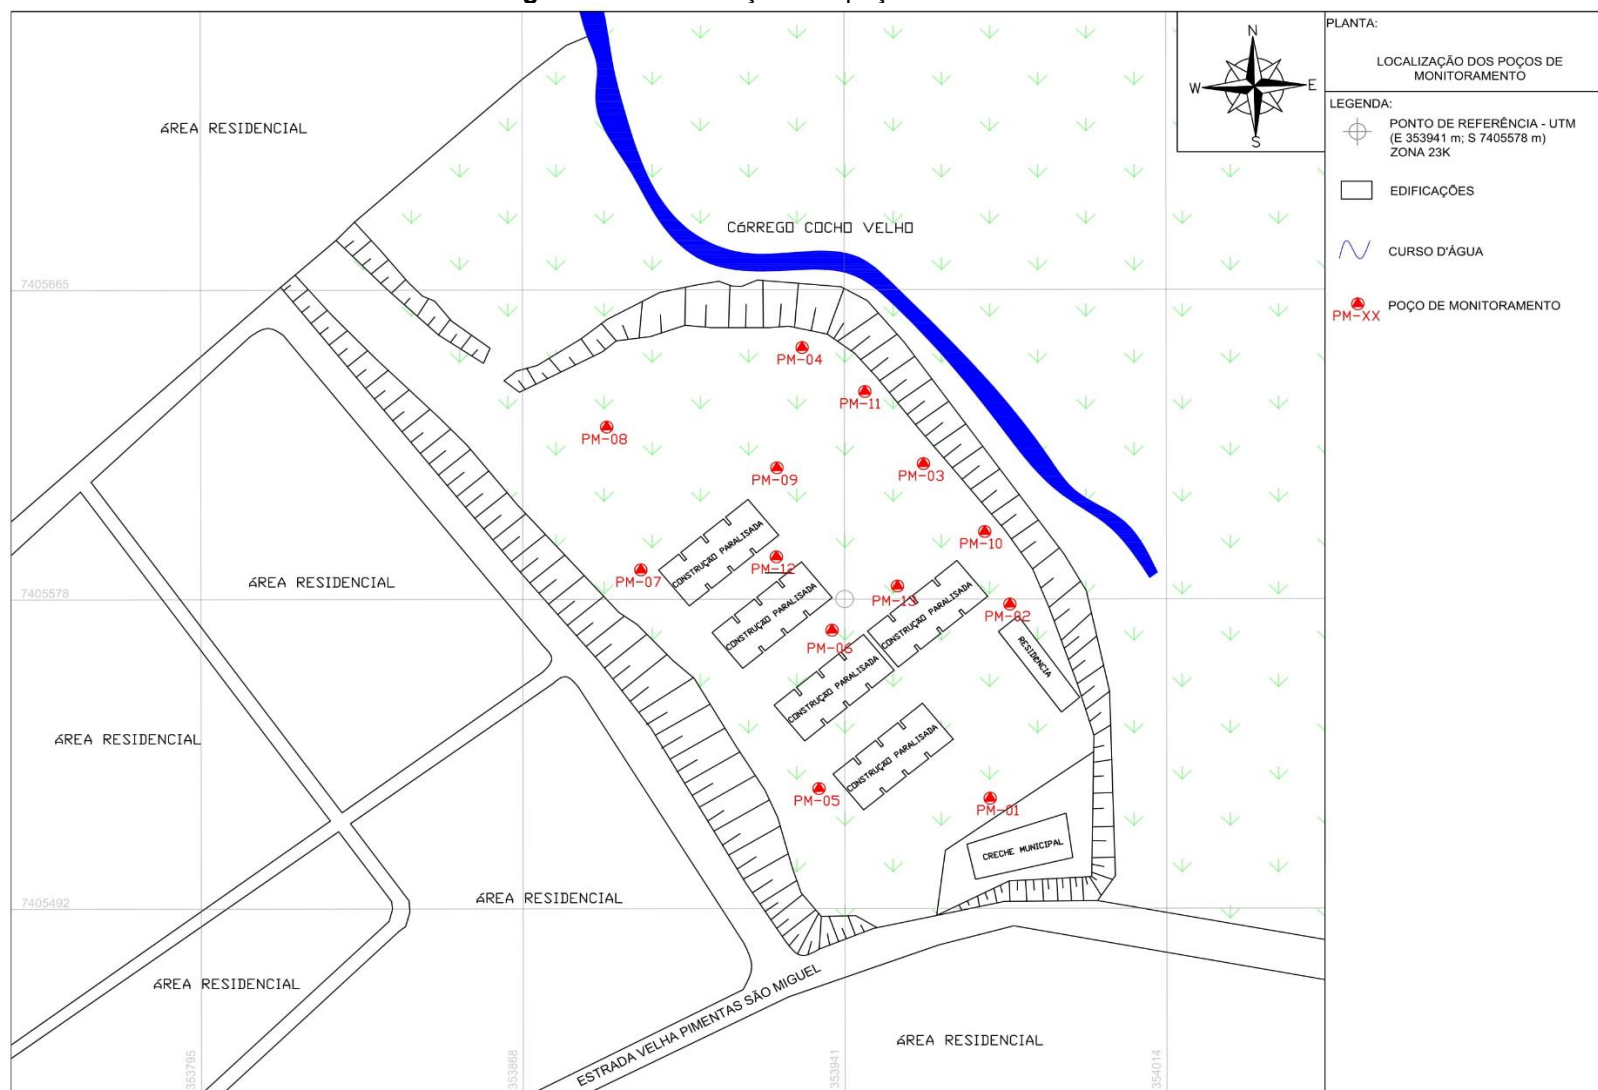 PLANTA:
LOCALIZAÇÃO DOS POÇOS DE
MONITORAMENTO
LEGENDA:
PONTO DE REFERÊNCIA - UTM
(E 353941 m; S 7405578 m)
ZONA 23K
EDIFICAÇÕES
CURSO D'ÁGUA
PM-XX
POÇO DE MONITORAMENTO
N
W
E
S
ÁREA RESIDENCIAL
CÓRREGO COCHO VELHO
7405665
PM-04
PM-11
PM-08
PM-09
PM-03
CONSTRUÇÃO PARALISADA
PM-10
PM-12
PM-07
ÁREA RESIDENCIAL
7405578
PM-13
PM-02
CONSTRUÇÃO PARALISADA
CONSTRUÇÃO PARALISADA
PM-06
RESIDÊNCIA
CONSTRUÇÃO PARALISADA
ÁREA RESIDENCIAL
CONSTRUÇÃO PARALISADA
PM-05
PM-01
CRECHE MUNICIPAL
ÁREA RESIDENCIAL
7405492
ÁREA RESIDENCIAL
ESTRADA VELHA PIMENTAS SÃO MIGUEL
ÁREA RESIDENCIAL
353795
353868
353941
354014